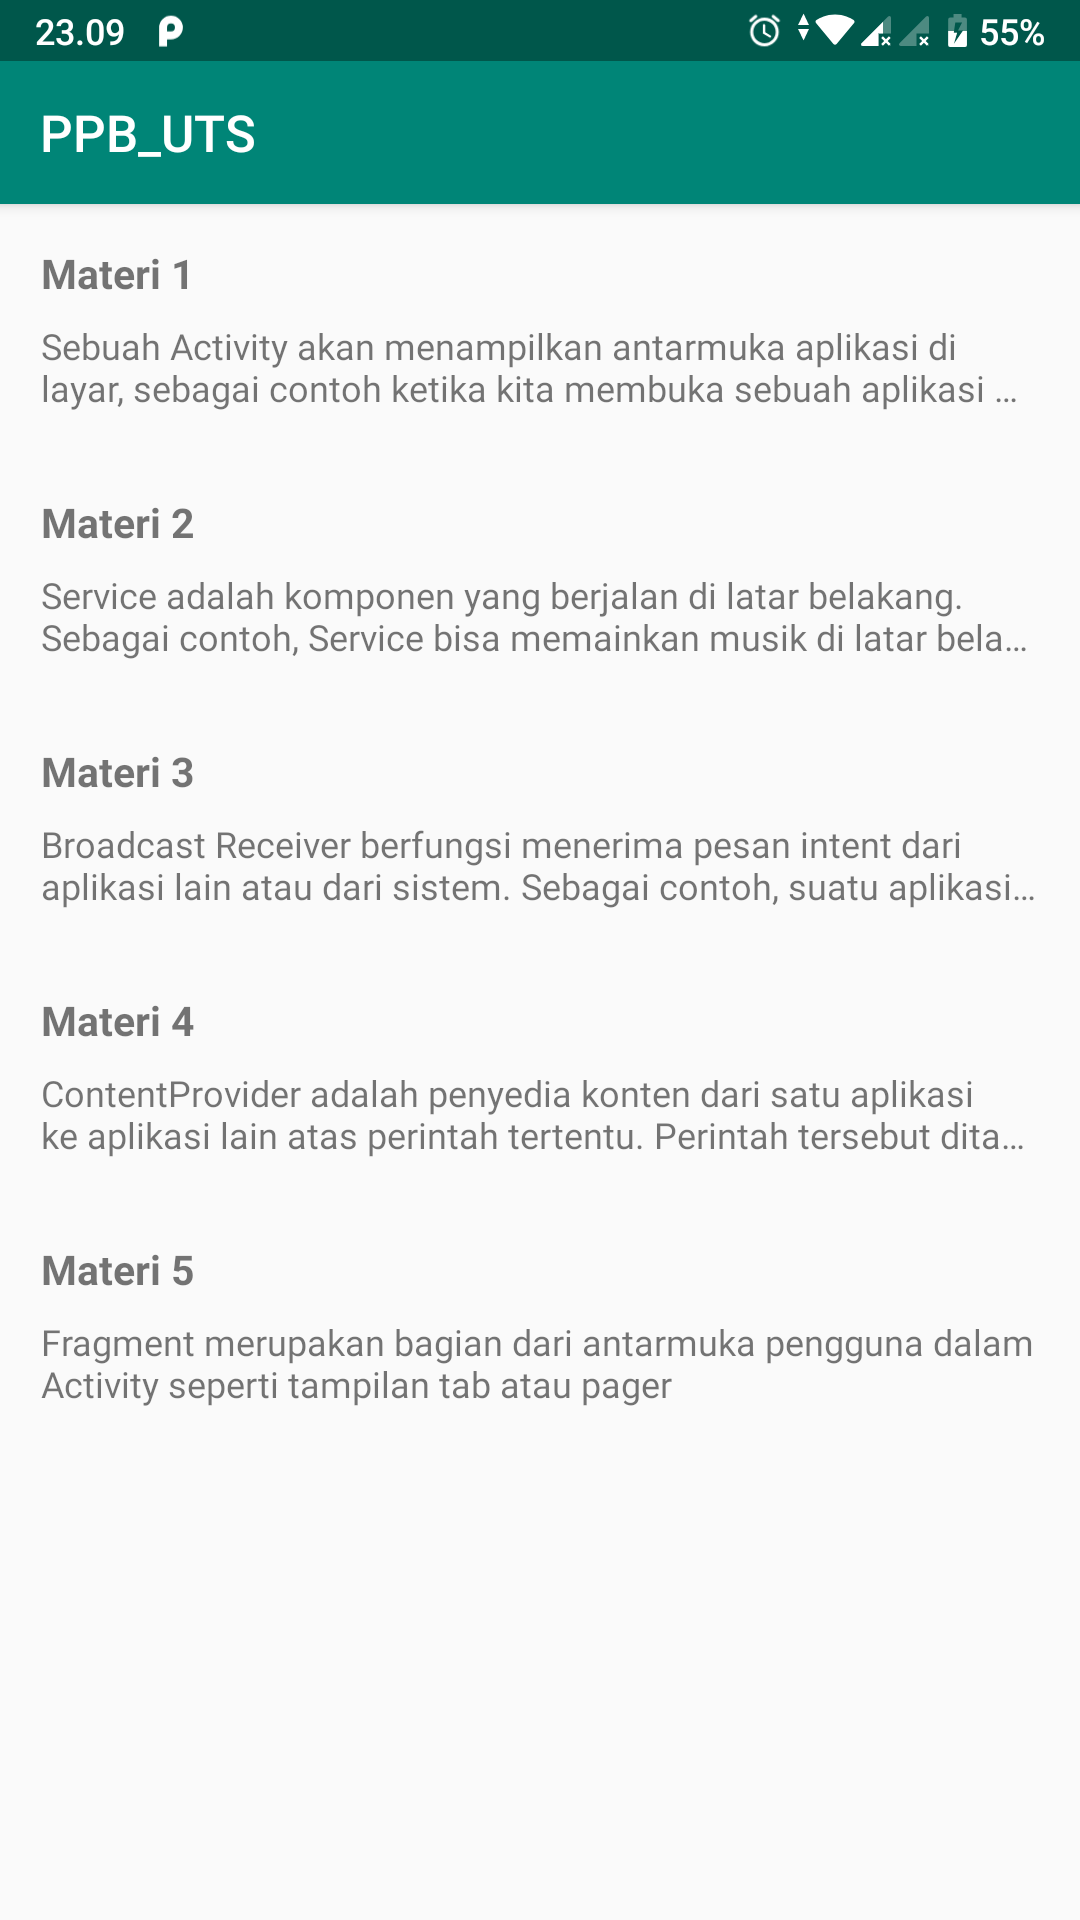 23.09
55%
PPB_UTS
Materi 1
Sebuah Activity akan menampilkan antarmuka aplikasi di
layar, sebagai contoh ketika kita membuka sebuah aplikasi ...
Materi 2
Service adalah komponen yang berjalan di latar belakang.
Sebagai contoh, Service bisa memainkan musik di latar bela...
Materi 3
Broadcast Receiver berfungsi menerima pesan intent dari
aplikasi lain atau dari sistem. Sebagai contoh, suatu aplikasi...
Materi 4
ContentProvider adalah penyedia konten dari satu aplikasi
ke aplikasi lain atas perintah tertentu. Perintah tersebut dita...
Materi 5
Fragment merupakan bagian dari antarmuka pengguna dalam
Activity seperti tampilan tab atau pager